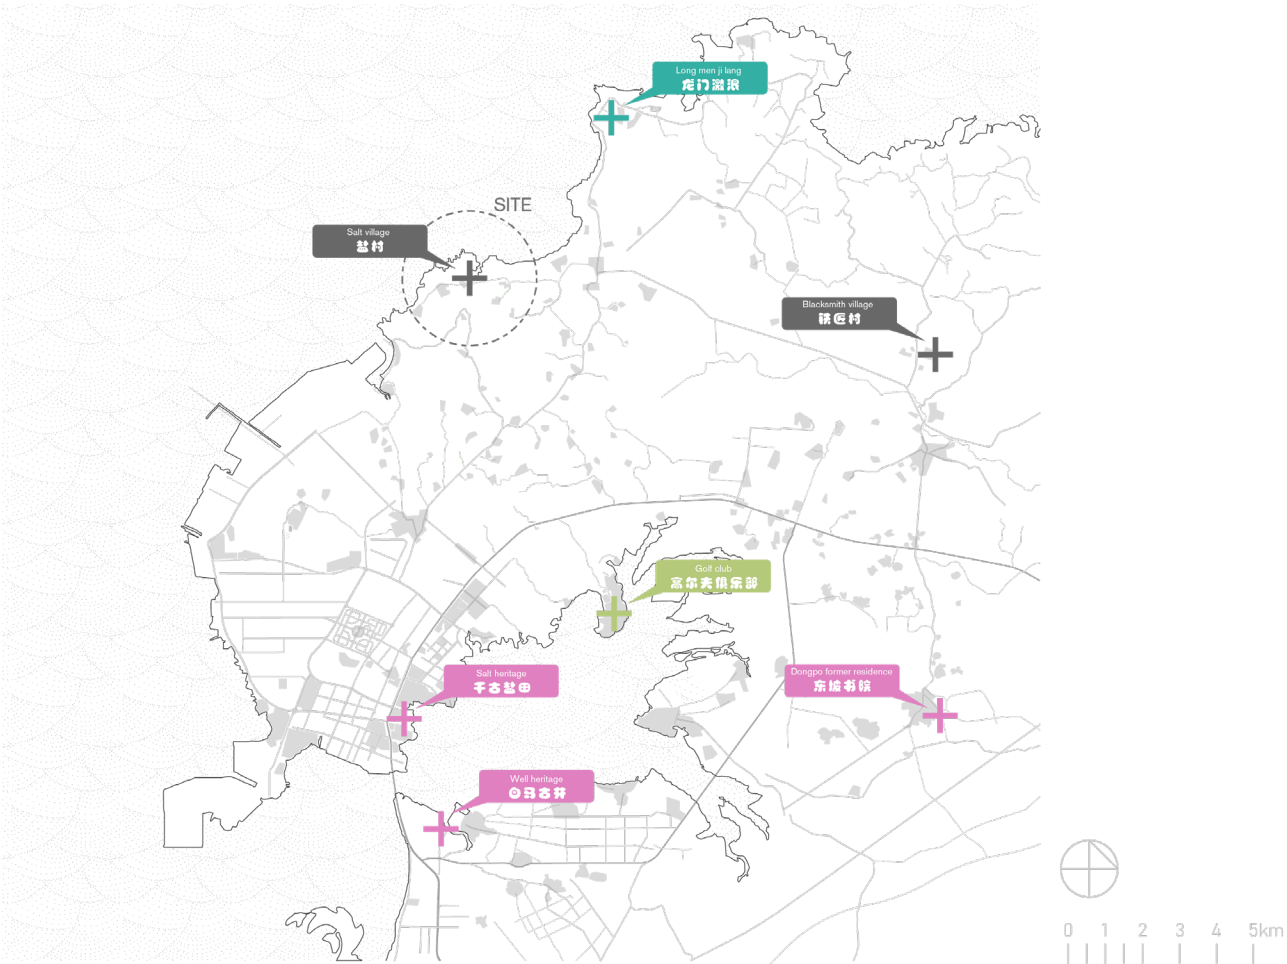 Long men ji lang
龙门激浪
SITE
Salt village
盐村
Blacksmith village
铁匠村
Golf club
高尔夫俱乐部
Salt heritage
千古盐田
Dongpo former residence
东坡书院
Well heritage
白马古井
0 1 2 3 4 5km